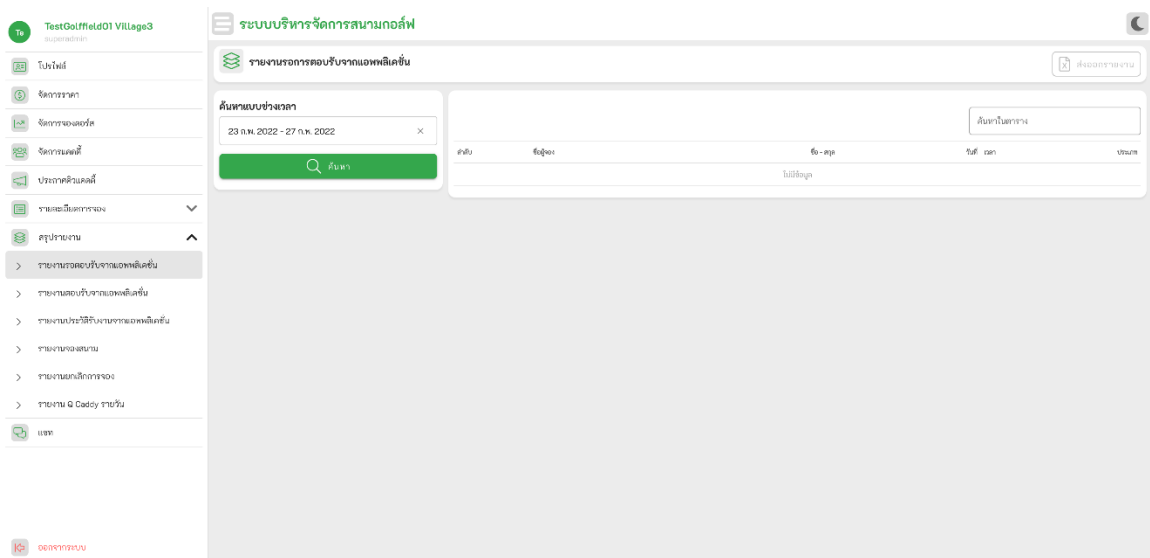 Te
TestGolffield01 Village3
superadmin
โปรไฟล์
จัดการราคา
จัดการจองคอร์ส
จัดการแคดดี้
ประกาศคิวแคดดี้
รายละเอียดการจอง
สรุปรายงาน
รายงานรอตอบรับจากแอพพลิเคชั่น
รายงานตอบรับจากแอพพลิเคชั่น
รายงานประวัติรับงานจากแอพพลิเคชั่น
รายงานจองสนาม
รายงานยกเลิกการจอง
รายงาน Q Caddy รายวัน
แชท
ออกจากระบบ
ระบบบริหารจัดการสนามกอล์ฟ
รายงานรอการตอบรับจากแอพพลิเคชั่น
ส่งออกรายงาน
ค้นหาแบบช่วงเวลา
23 ก.พ. 2022 - 27 ก.พ. 2022
ค้นหา
ค้นหาในตาราง
ลำดับ ชื่อผู้จอง ชื่อ - สกุล วันที่ เวลา ประเภท
ไม่มีข้อมูล